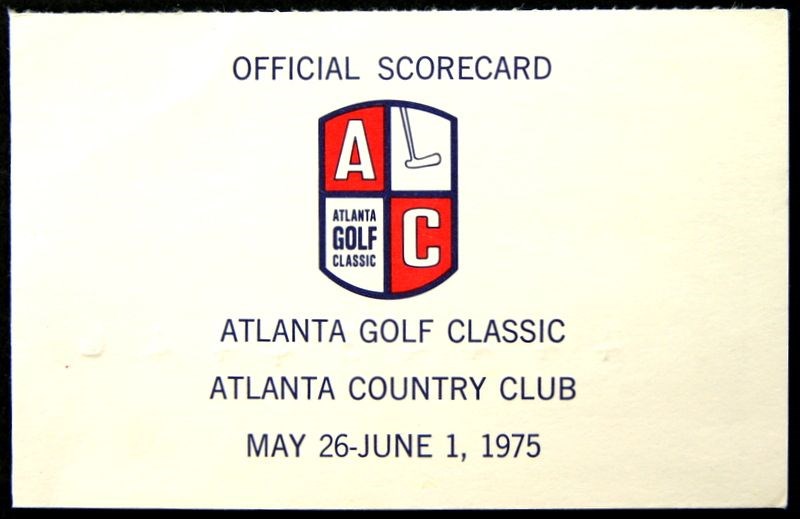 OFFICIAL SCORECARD
A
ATLANTA
GOLF
CLASSIC
C
ATLANTA GOLF CLASSIC
ATLANTA COUNTRY CLUB
MAY 26-JUNE 1, 1975